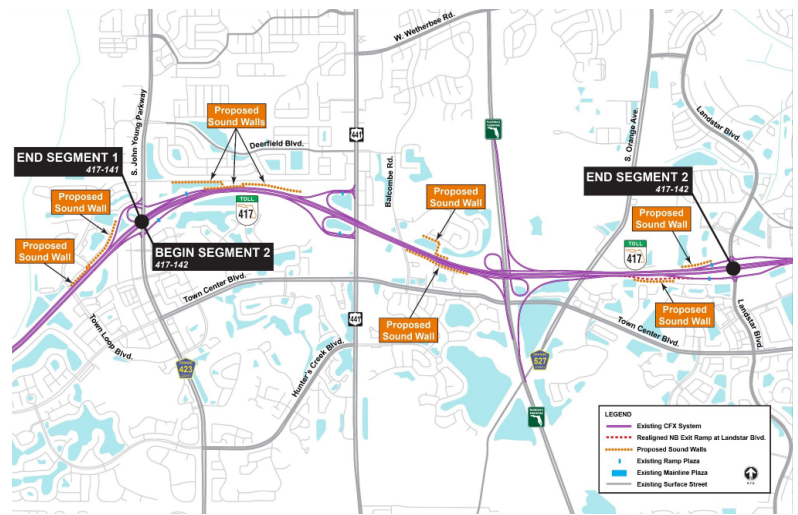 W. Wetherbee Rd.
S. John Young Parkway
Proposed
Sound Walls
Deerfield Blvd.
441
Balcombe Rd.
S. Orange Ave.
Landstar Blvd.
END SEGMENT 1
417-141
END SEGMENT 2
417-142
Proposed
Sound Wall
Proposed
Sound Wall
TOLL
417
Proposed
Sound Wall
Proposed
Sound Wall
TOLL
417
BEGIN SEGMENT 2
417-142
Town Center Blvd.
441
Proposed
Sound Wall
Proposed
Sound Wall
Town Center Blvd.
Landstar Blvd.
Town Loop Blvd.
423
Hunter's Creek Blvd.
527
LEGEND
Existing CFX System
Realigned NB Exit Ramp at Landstar Blvd.
Proposed Sound Walls
Existing Ramp Plaza
Existing Mainline Plaza
Existing Surface Street